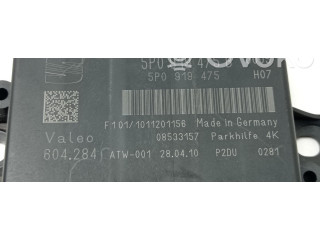 5P0
5P0 919 475 H07
F101/1011201156 Made in Germany
Valeo 08533157 Parkhilfe 4K
604.284 ATW-001 28.04.10 P2DU 0281